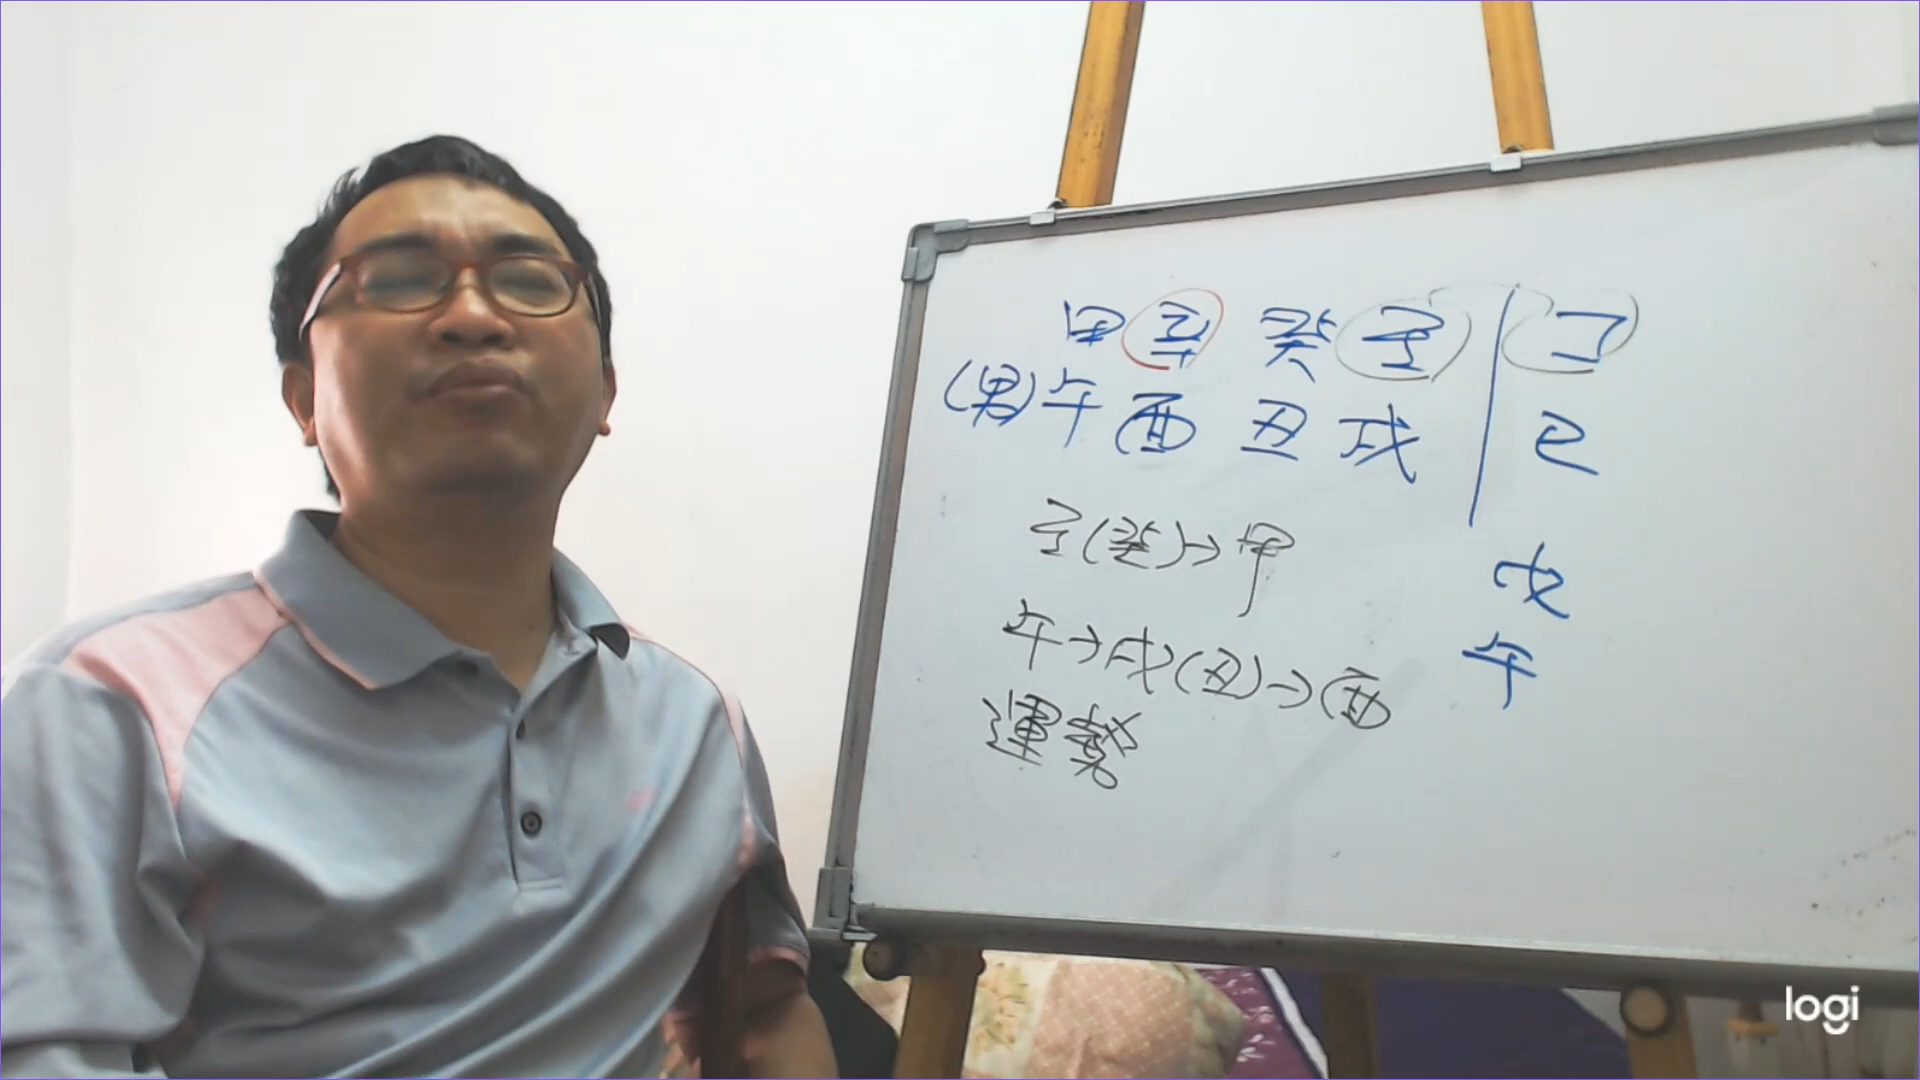 甲 辛 癸 壬 丁
(男) 午 酉 丑 戌 巳
壬(癸)→甲
戊
午
午→戌(丑)→酉
運勢
logi